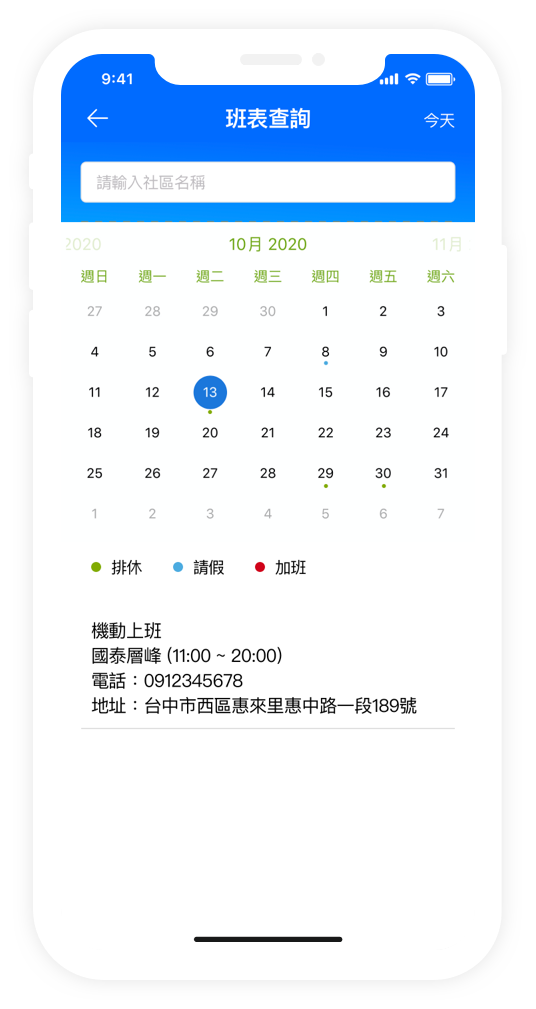 9:41
班表查詢 今天
請輸入社區名稱
2020 10月 2020 11月
週日 週一 週二 週三 週四 週五 週六
27 28 29 30 1 2 3
4 5 6 7 8 9 10
11 12 13 14 15 16 17
18 19 20 21 22 23 24
25 26 27 28 29 30 31
1 2 3 4 5 6 7
排休 請假 加班
機動上班
國泰層峰 (11:00 ~ 20:00)
電話：0912345678
地址：台中市西區惠來里惠中路一段189號